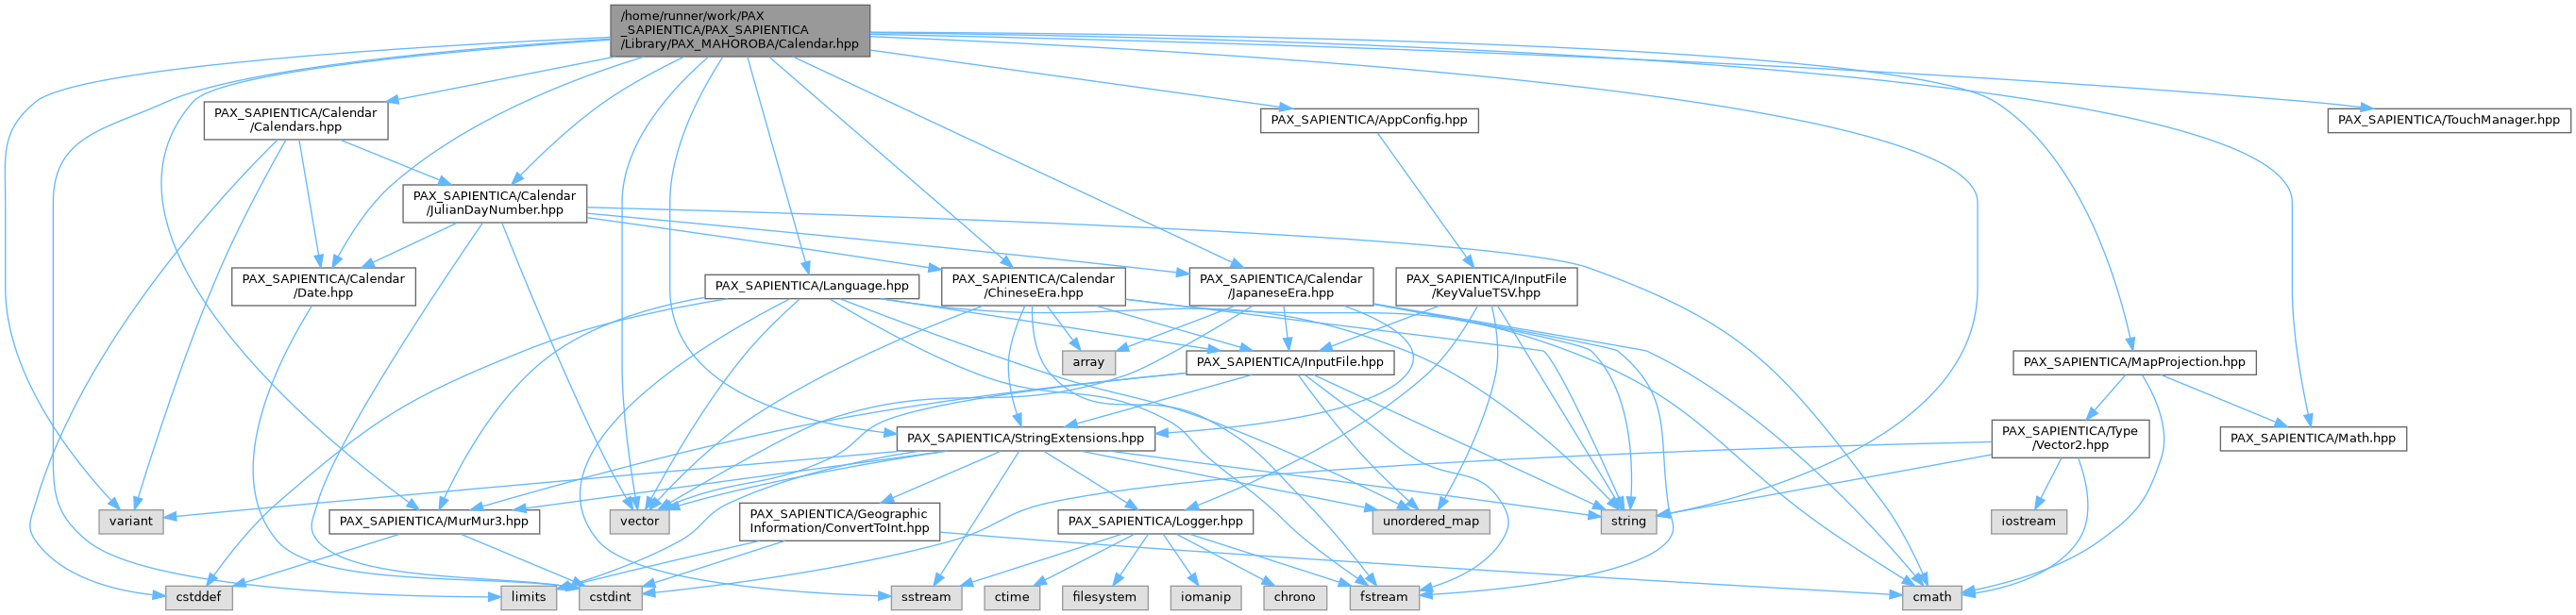 /home/runner/work/PAX
_SAPIENTICA/PAX_SAPIENTICA
/Library/PAX_MAHOROBA/Calendar.hpp
PAX_SAPIENTICA/Calendar
/Calendars.hpp
PAX_SAPIENTICA/AppConfig.hpp
PAX_SAPIENTICA/TouchManager.hpp
PAX_SAPIENTICA/Calendar
/JulianDayNumber.hpp
PAX_SAPIENTICA/Calendar
/Date.hpp
PAX_SAPIENTICA/Language.hpp
PAX_SAPIENTICA/Calendar
/ChineseEra.hpp
PAX_SAPIENTICA/Calendar
/JapaneseEra.hpp
PAX_SAPIENTICA/InputFile
/KeyValueTSV.hpp
array
PAX_SAPIENTICA/InputFile.hpp
PAX_SAPIENTICA/MapProjection.hpp
PAX_SAPIENTICA/StringExtensions.hpp
PAX_SAPIENTICA/Type
/Vector2.hpp
PAX_SAPIENTICA/Math.hpp
variant
PAX_SAPIENTICA/MurMur3.hpp
vector
PAX_SAPIENTICA/Geographic
Information/ConvertToInt.hpp
PAX_SAPIENTICA/Logger.hpp
unordered_map
string
iostream
cstddef
limits
cstdint
sstream
ctime
filesystem
iomanip
chrono
fstream
cmath